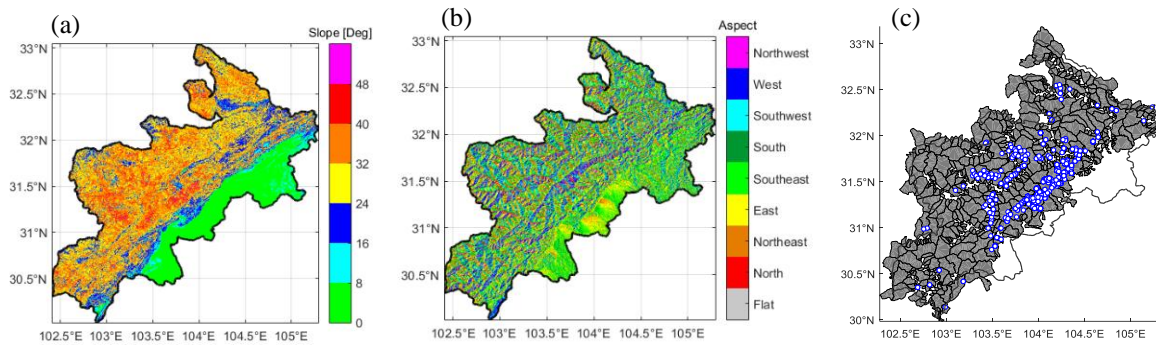 (a)
Slope [Deg]
33°N
32.5°N
32°N
31.5°N
31°N
30.5°N
102.5°E 103°E 103.5°E 104°E 104.5°E 105°E
48
40
32
24
16
8
0
(b)
Aspect
33°N
32.5°N
32°N
31.5°N
31°N
30.5°N
102.5°E 103°E 103.5°E 104°E 104.5°E 105°E
Northwest
West
Southwest
South
Southeast
East
Northeast
North
Flat
(c)
33°N
32.5°N
32°N
31.5°N
31°N
30.5°N
30°N
102.5°E 103°E 103.5°E 104°E 104.5°E 105°E